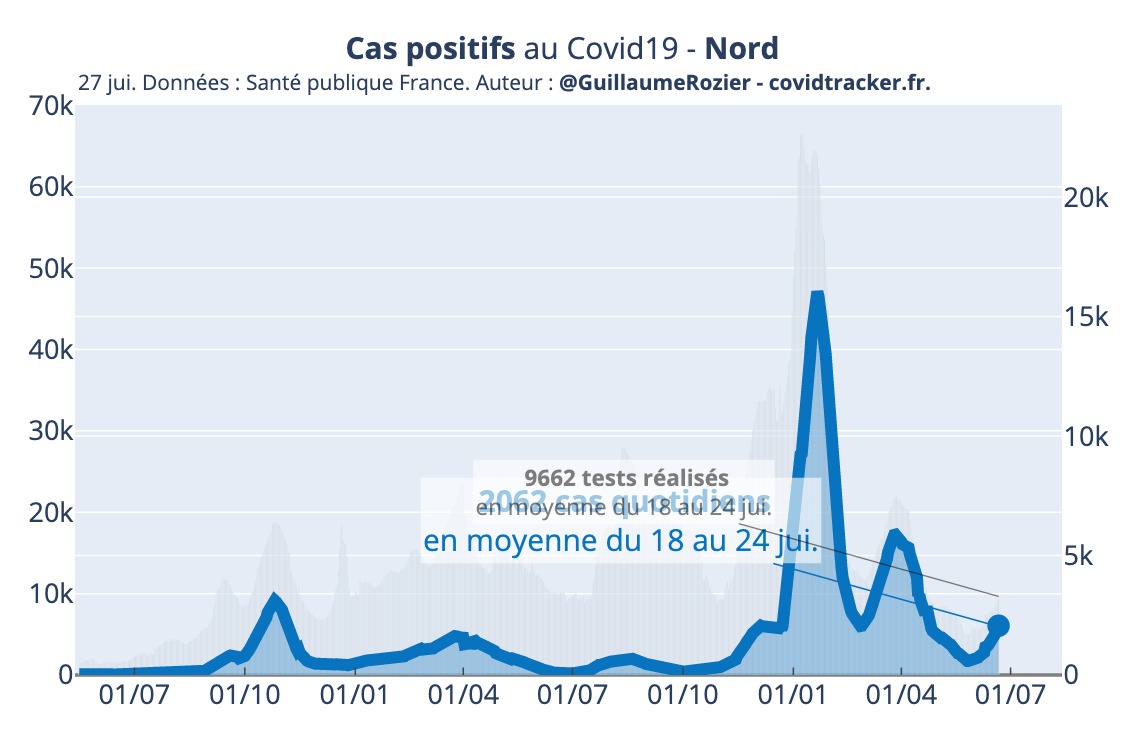 Cas positifs au Covid19 - Nord
27 jui. Données : Santé publique France. Auteur : @GuillaumeRozier - covidtracker.fr.
70k
60k
50k
40k
30k
20k
10k
0
20k
15k
10k
5k
0
9662 tests réalisés
en moyenne du 18 au 24 jui.
2062 cas quotidiens
en moyenne du 18 au 24 jui.
01/07 01/10 01/01 01/04 01/07 01/10 01/01 01/04 01/07